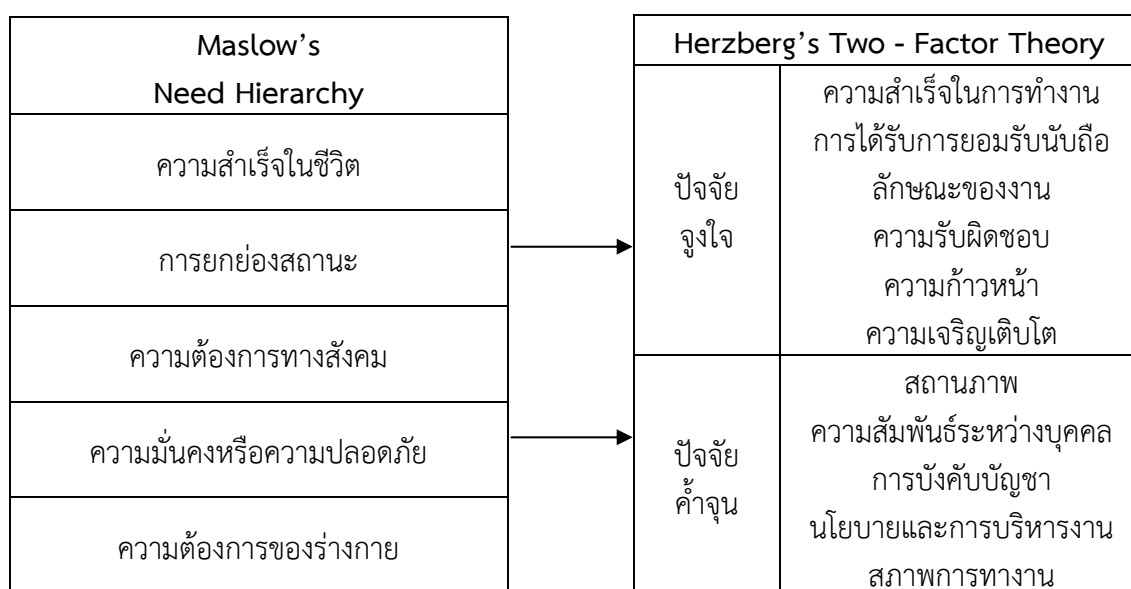 Maslow’s
Need Hierarchy
ความสำเร็จในชีวิต
การยกย่องสถานะ
ความต้องการทางสังคม
ความมั่นคงหรือความปลอดภัย
ความต้องการของร่างกาย
Herzberg’s Two - Factor Theory
ปัจจัย
จูงใจ
ความสำเร็จในการทำงาน
การได้รับการยอมรับนับถือ
ลักษณะของงาน
ความรับผิดชอบ
ความก้าวหน้า
ความเจริญเติบโต
ปัจจัย
ค้ำจุน
สถานภาพ
ความสัมพันธ์ระหว่างบุคคล
การบังคับบัญชา
นโยบายและการบริหารงาน
สภาพการทางาน